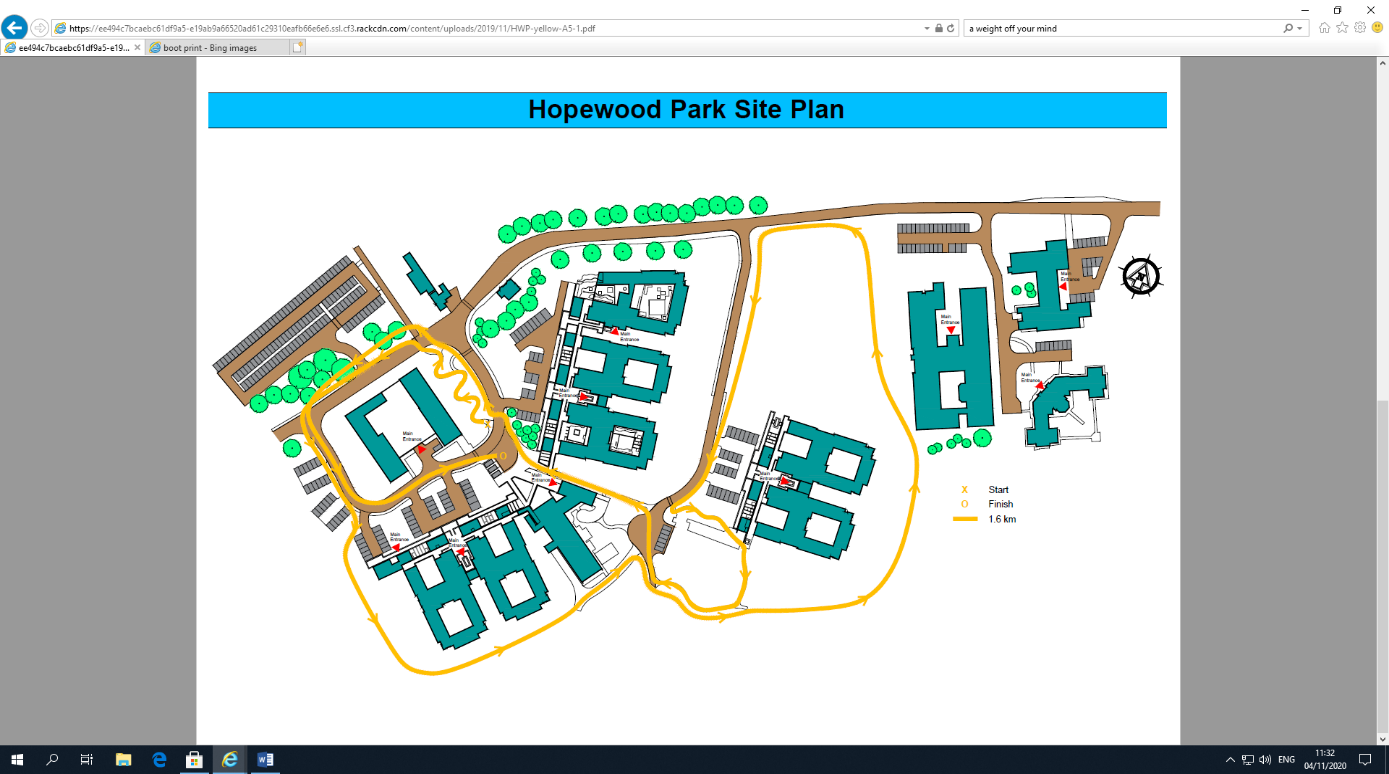 https://ee494c7bcaebc61df9a5-e19ab9a66520ad61c29310eafb66e6e6.ssl.cf3.rackcdn.com/content/uploads/2019/11/HWP-yellow-A5-1.pdf
a weight off your mind
ee494c7bcaebc61df9a5-e19...
boot print - Bing images
Hopewood Park Site Plan
Main
Entrance
Main
Entrance
Main
Entrance
Main
Entrance
Main
Entrance
Main
Entrance
Main
Entrance
Main
Entrance
Main
Entrance
Main
Entrance
O
X Start
O Finish
1.6 km
ENG
11:32
04/11/2020